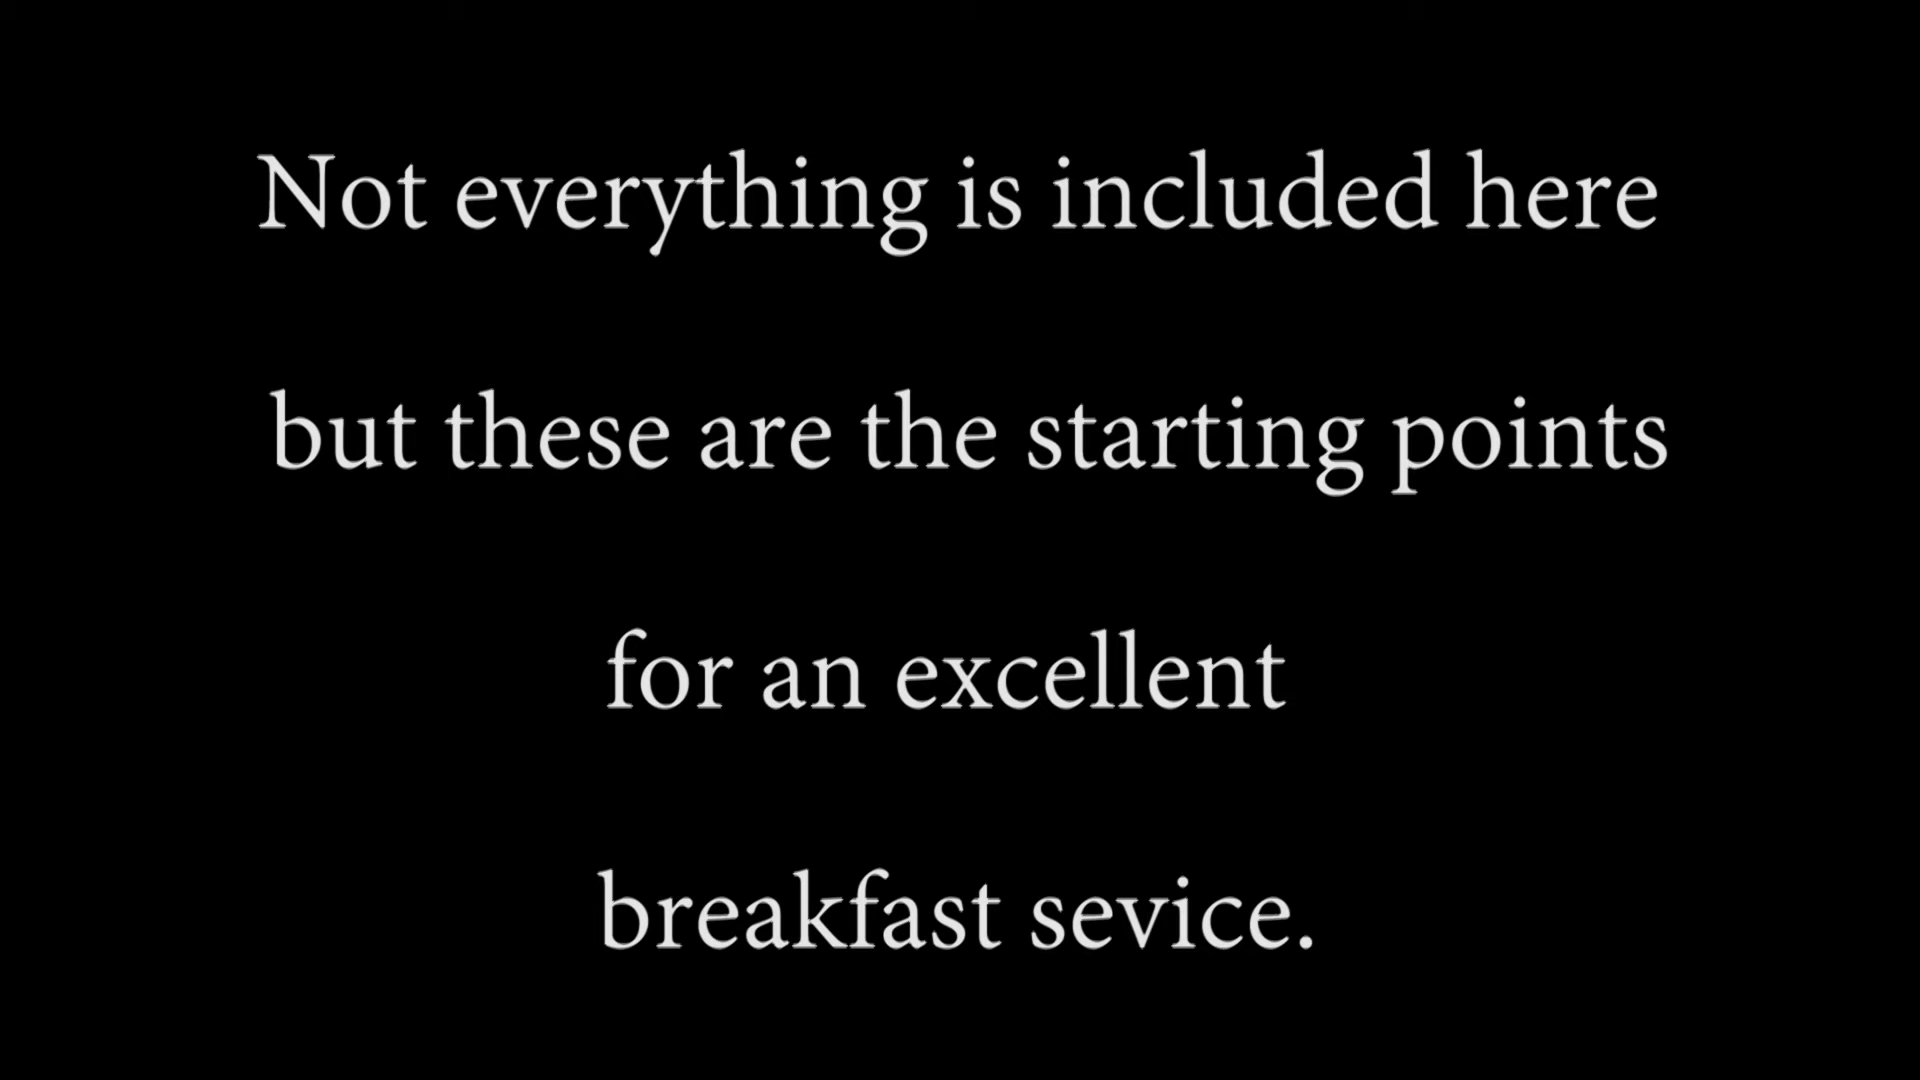 Not everything is included here
but these are the starting points
for an excellent
breakfast sevice.